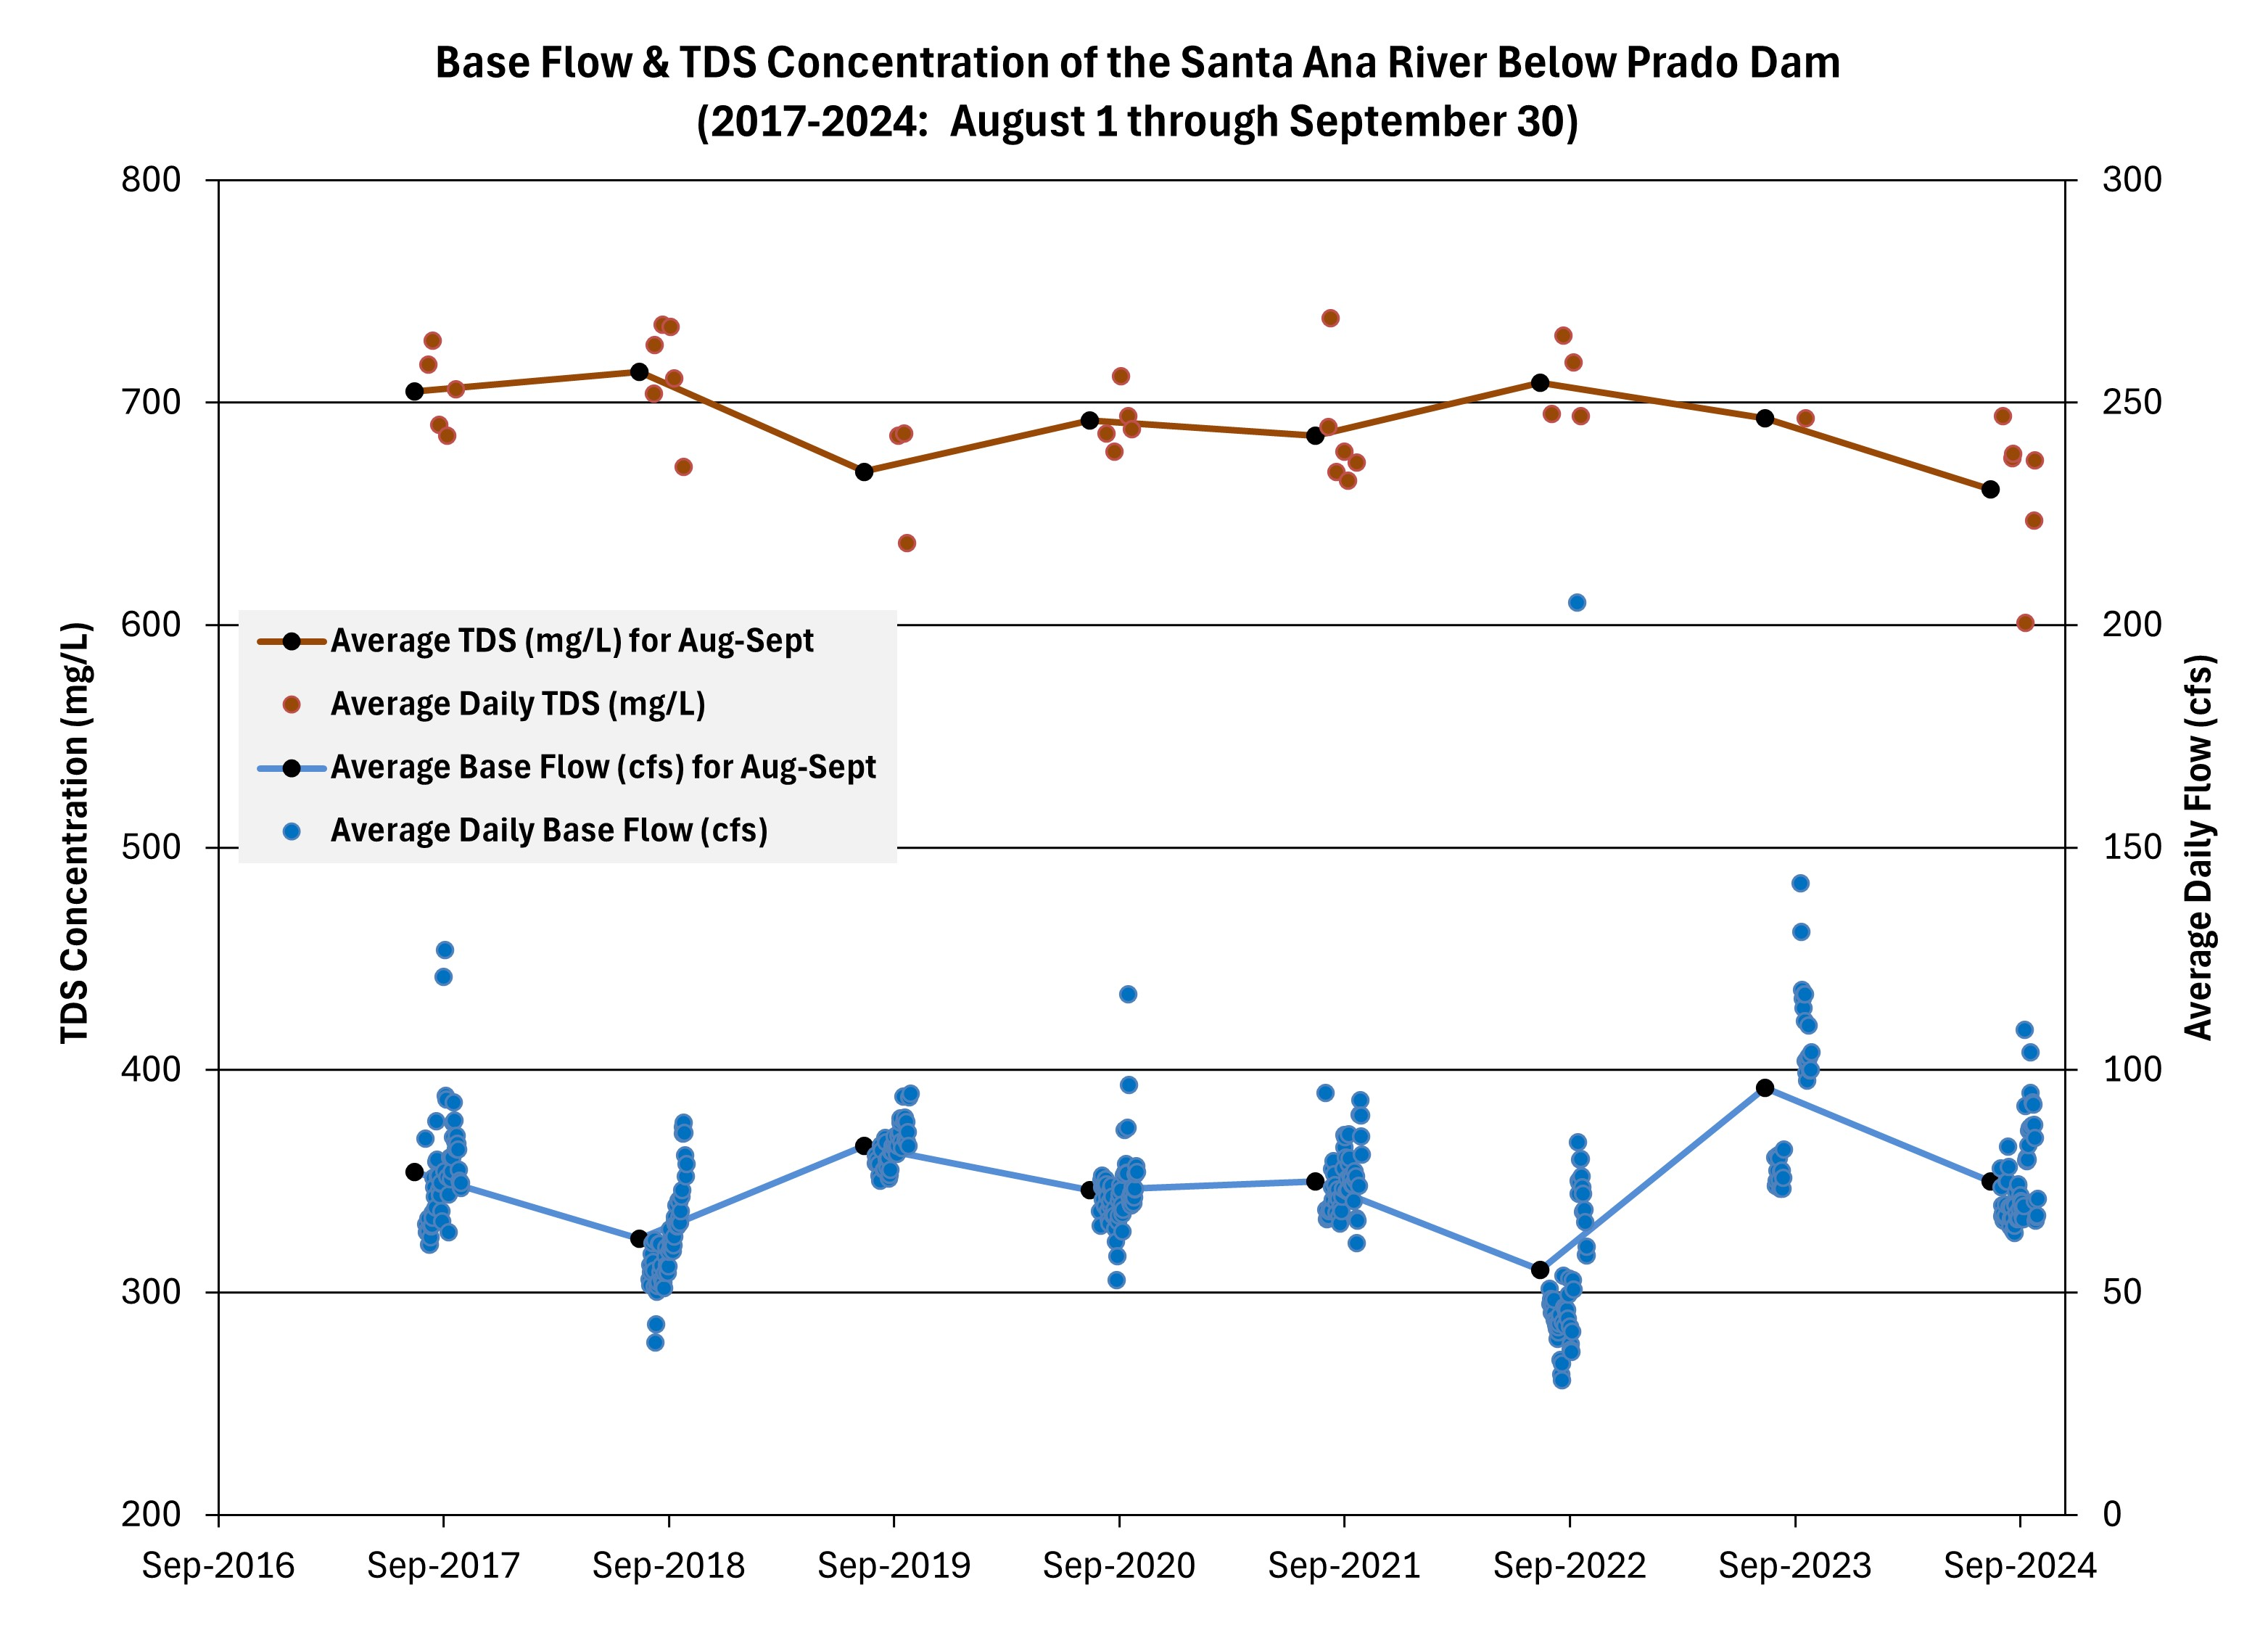 Base Flow & TDS Concentration of the Santa Ana River Below Prado Dam
(2017-2024:  August 1 through September 30)
800
700
600
500
400
300
200
300
250
200
150
100
50
0
TDS Concentration (mg/L)
Average Daily Flow (cfs)
Average TDS (mg/L) for Aug-Sept
Average Daily TDS (mg/L)
Average Base Flow (cfs) for Aug-Sept
Average Daily Base Flow (cfs)
Sep-2016
Sep-2017
Sep-2018
Sep-2019
Sep-2020
Sep-2021
Sep-2022
Sep-2023
Sep-2024